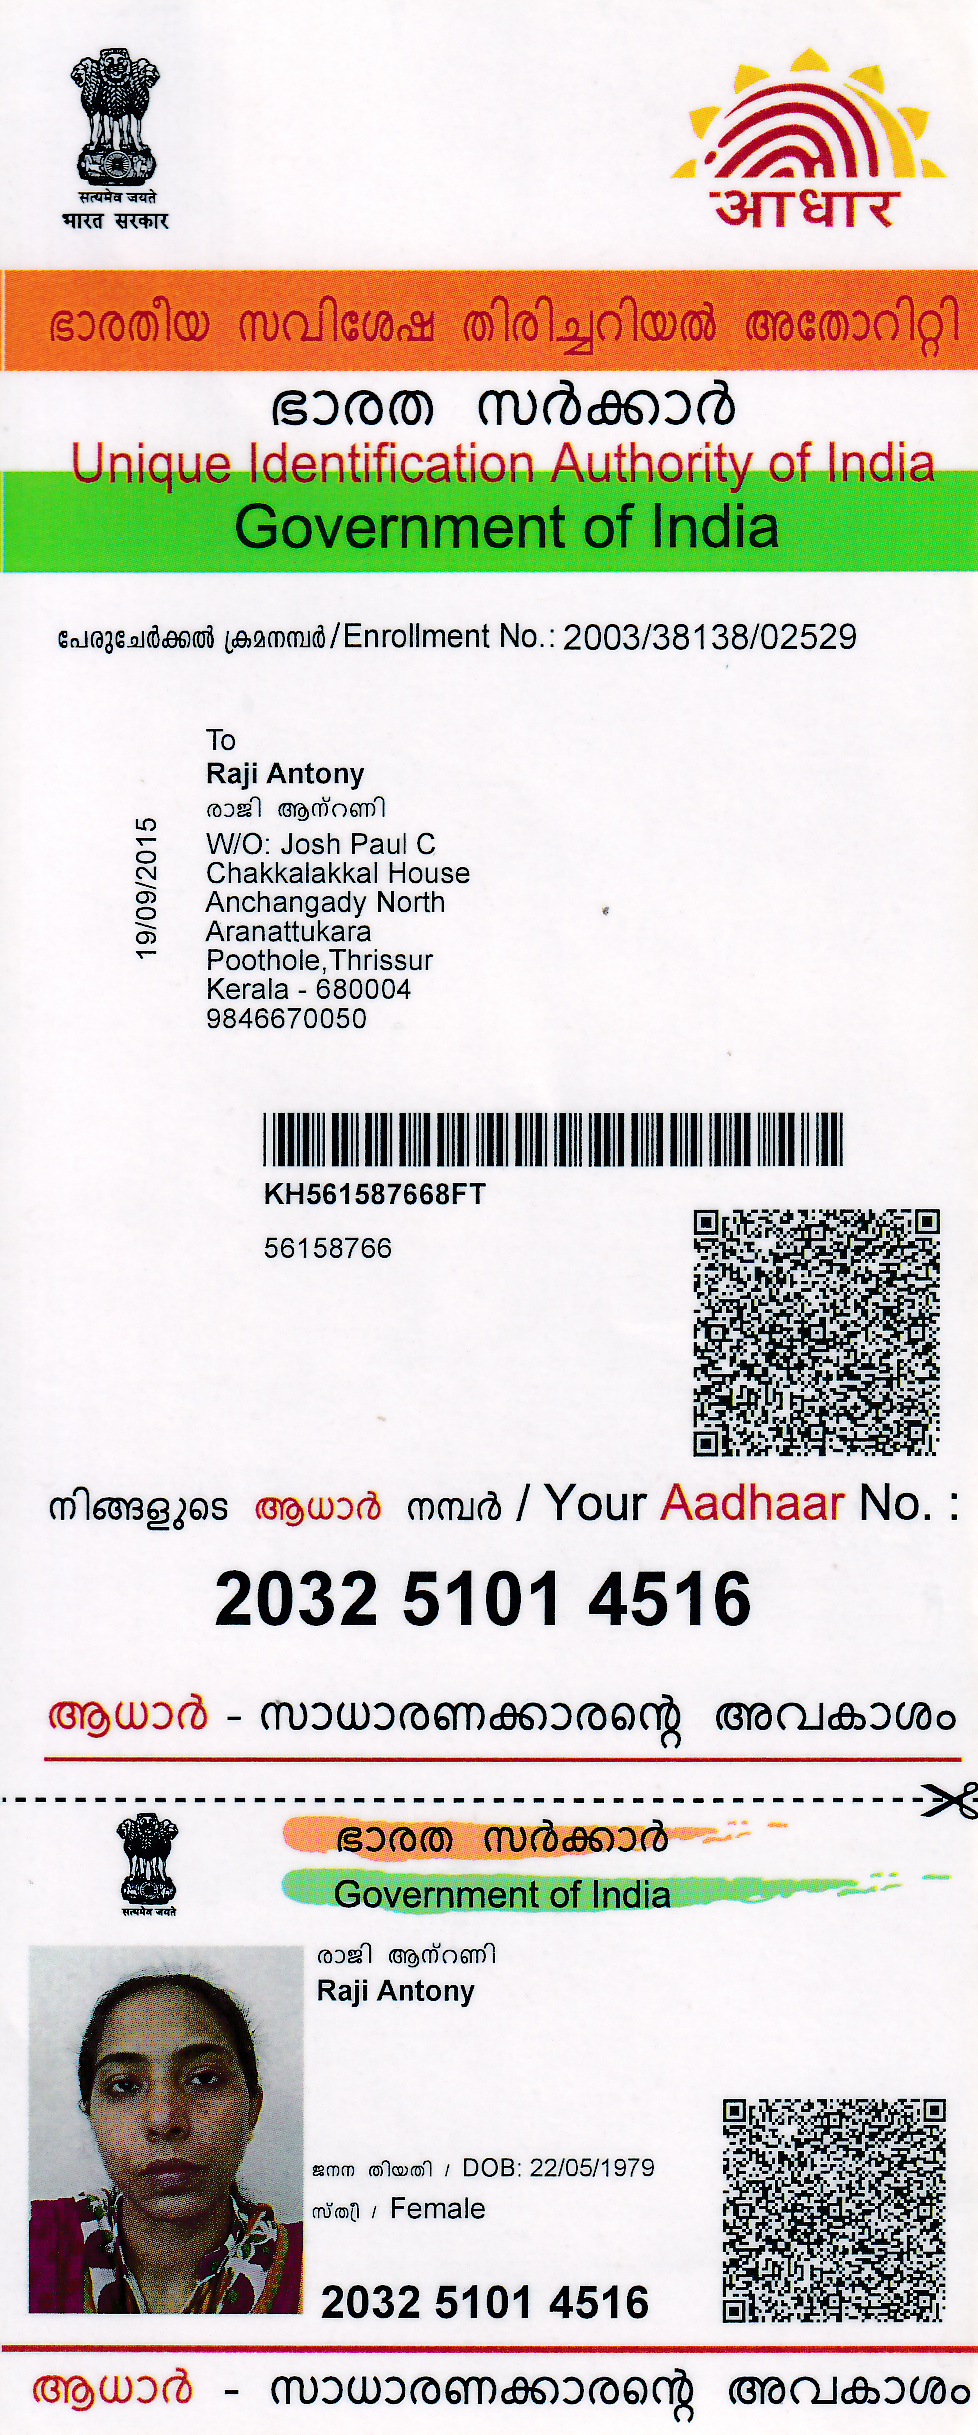 सत्यमेव जयते
भारत सरकार
आधार
ഭാരതീയ സവിശേഷ തിരിച്ചറിയൽ അതോറിറ്റി
ഭാരത സർക്കാർ
Unique Identification Authority of India
Government of India
പേരുചേർക്കൽ ക്രമനമ്പർ/Enrollment No.: 2003/38138/02529
19/09/2015
To
Raji Antony
രാജി ആന്റണി
W/O: Josh Paul C
Chakkalakkal House
Anchangady North
Aranattukara
Poothole,Thrissur
Kerala - 680004
9846670050
KH561587668FT
56158766
നിങ്ങളുടെ ആധാർ നമ്പർ / Your Aadhaar No. :
2032 5101 4516
ആധാർ - സാധാരണക്കാരന്റെ അവകാശം
सत्यमेव जयते
ഭാരത സർക്കാർ
Government of India
രാജി ആന്റണി
Raji Antony
ജനന തിയതി / DOB: 22/05/1979
സ്ത്രീ / Female
2032 5101 4516
ആധാർ - സാധാരണക്കാരന്റെ അവകാശം